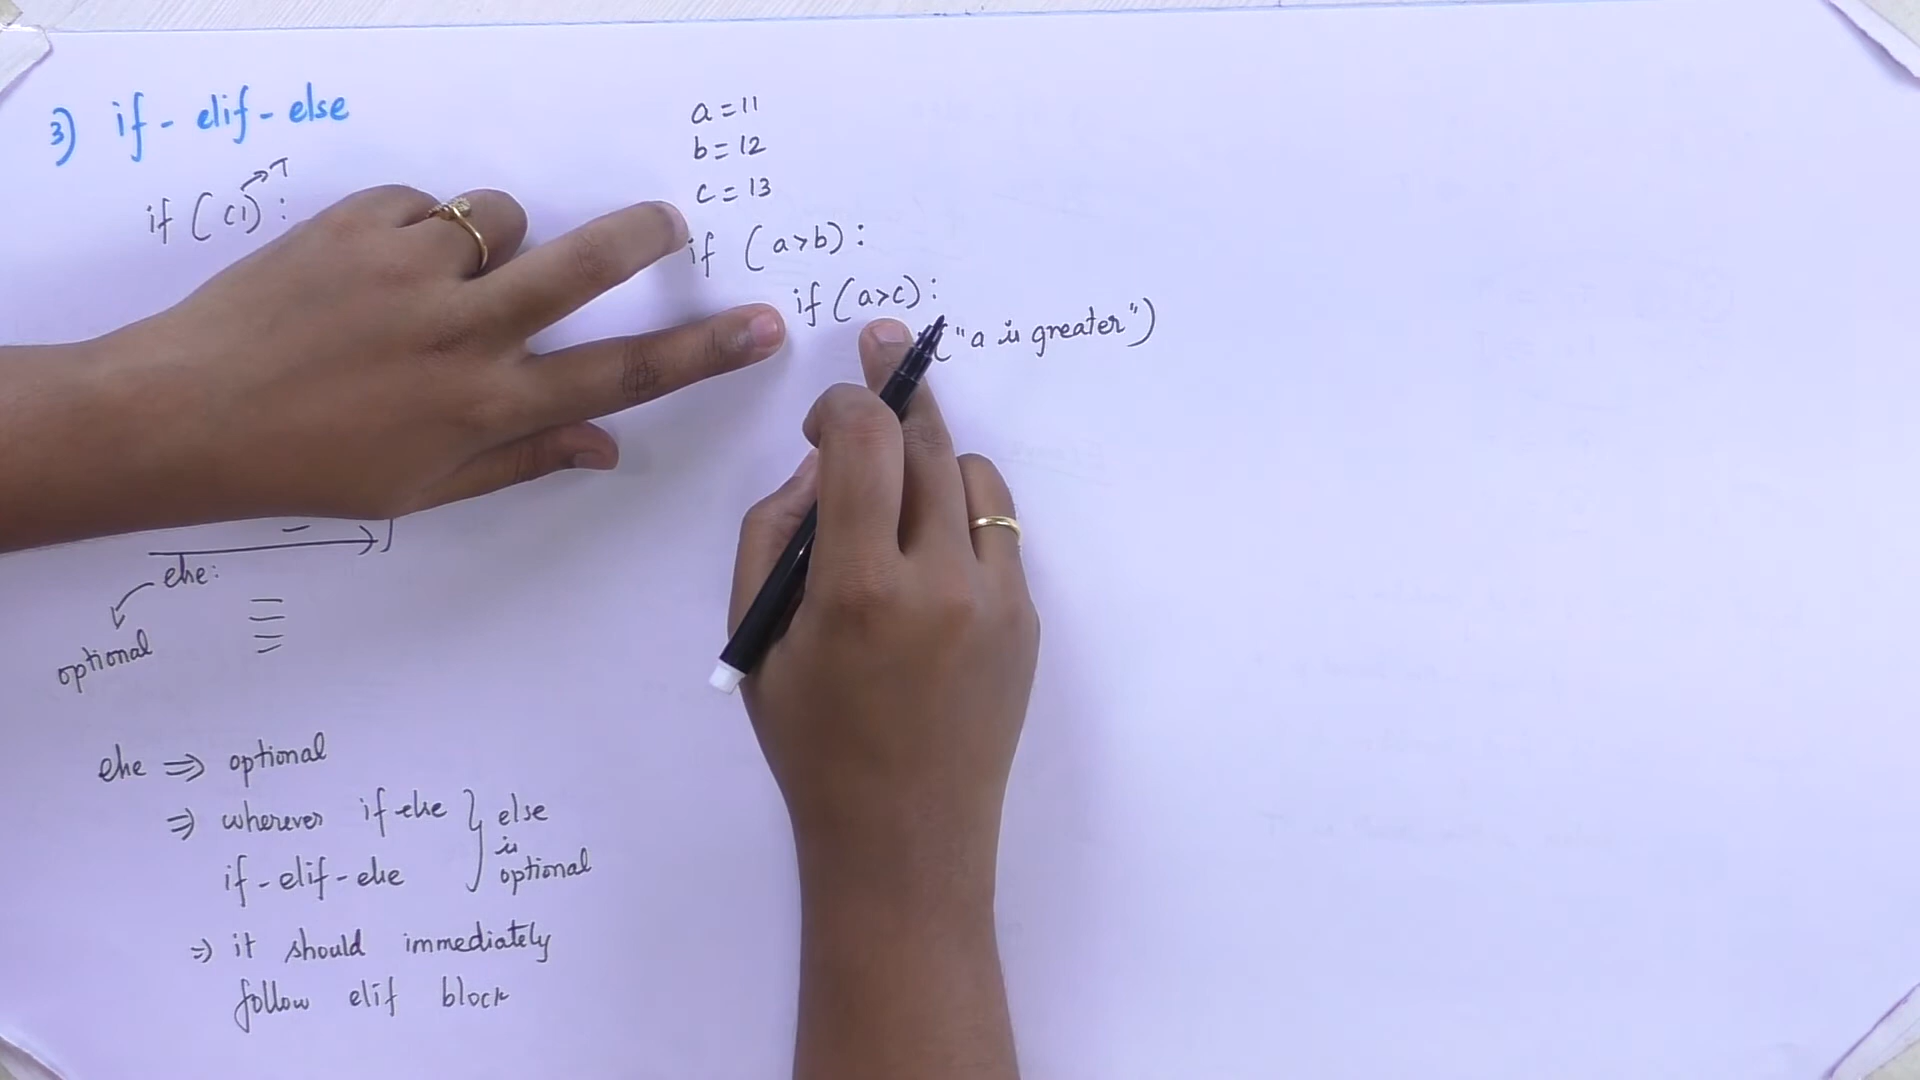 3) if - elif - else
if (c1) : → T
else:
optional
else ⇒ optional
⇒ wherever if else } else
is
if - elif - else optional
⇒ it should immediately
follow elif block
a = 11
b = 12
c = 13
if (a>b) :
if (a>c) :
("a is greater")